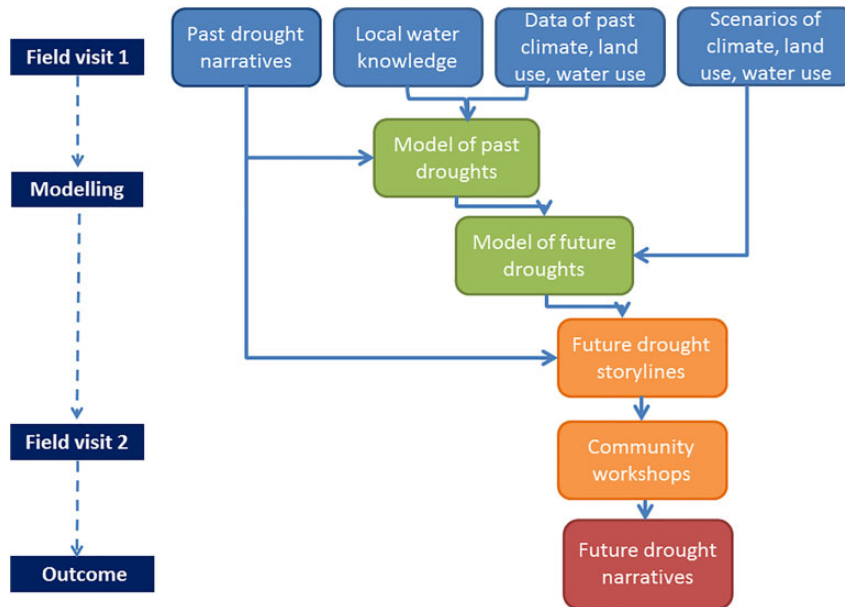 Field visit 1
Past drought
narratives
Local water
knowledge
Data of past
climate, land
use, water use
Scenarios of
climate, land
use, water use
Model of past
droughts
Modelling
Model of future
droughts
Future drought
storylines
Field visit 2
Community
workshops
Outcome
Future drought
narratives